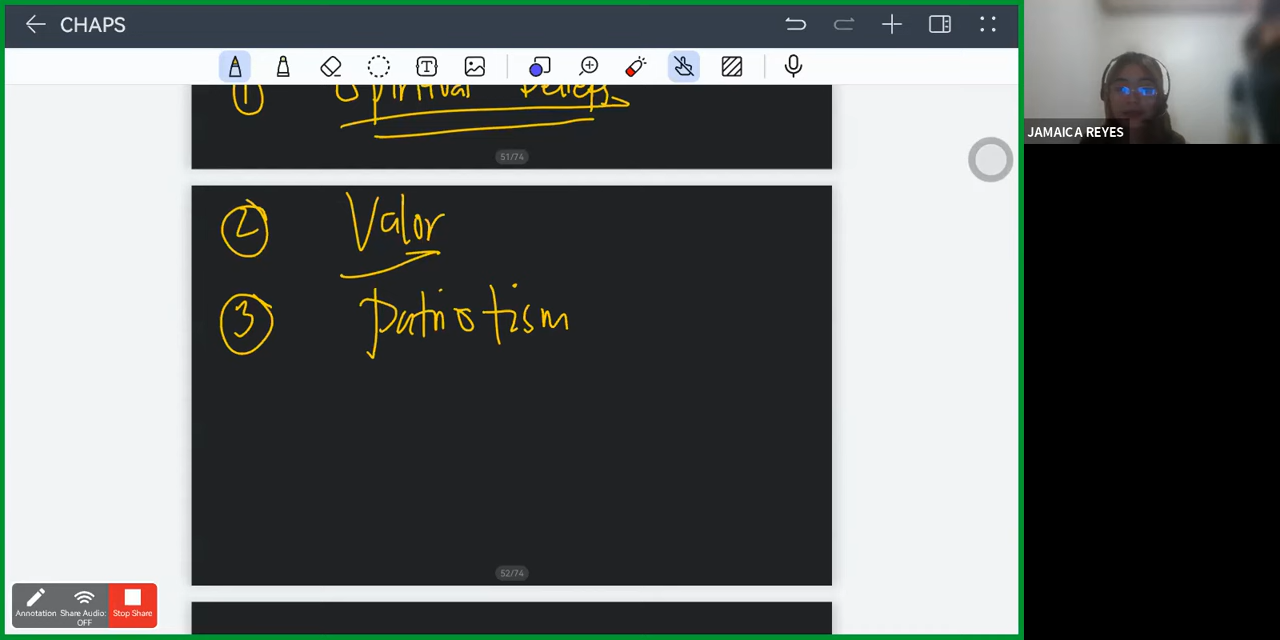 CHAPS
JAMAICA REYES
① Spiritual Beliefs
51/74
② Valor
③ patriotism
52/74
Annotation Share Audio: OFF Stop Share